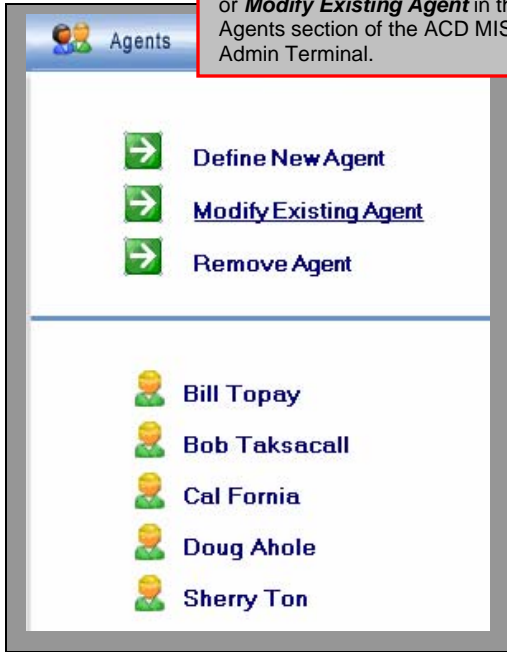 or Modify Existing Agent in th
Agents section of the ACD MIS
Admin Terminal.
Agents
Define New Agent
Modify Existing Agent
Remove Agent
Bill Topay
Bob Taksacall
Cal Fornia
Doug Ahole
Sherry Ton